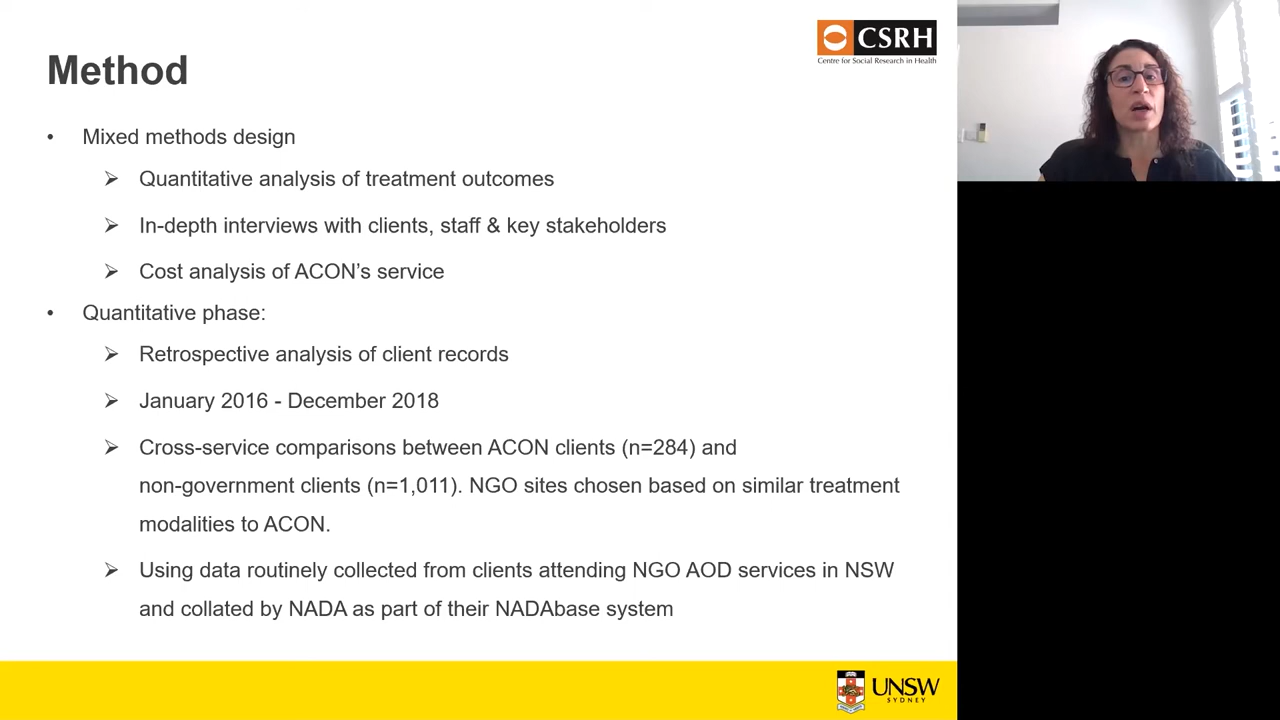 CSRH
Centre for Social Research in Health
Method
• Mixed methods design
➢ Quantitative analysis of treatment outcomes
➢ In-depth interviews with clients, staff & key stakeholders
➢ Cost analysis of ACON’s service
• Quantitative phase:
➢ Retrospective analysis of client records
➢ January 2016 - December 2018
➢ Cross-service comparisons between ACON clients (n=284) and
non-government clients (n=1,011). NGO sites chosen based on similar treatment
modalities to ACON.
➢ Using data routinely collected from clients attending NGO AOD services in NSW
and collated by NADA as part of their NADAbase system
UNSW
SYDNEY